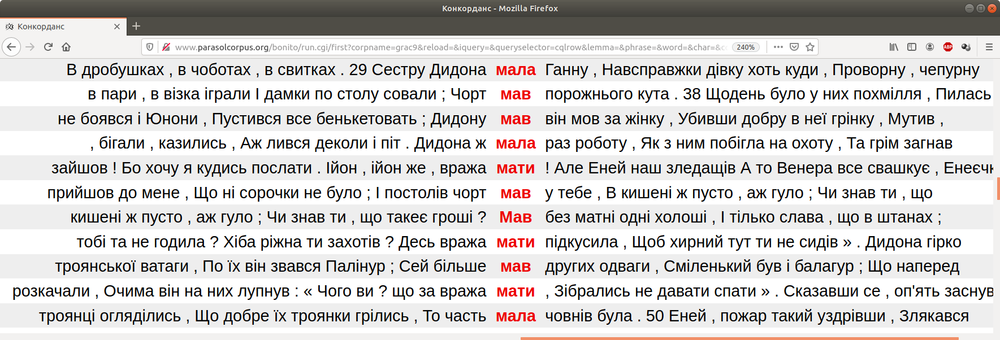 Конкорданс - Mozilla Firefox
Конкорданс
www.parasolcorpus.org/bonito/run.cgi/first?corpname=grac9&reload=&iquery=&queryselector=cqlrow&lemma=&phrase=&word=&char=& 240%
ABP
В дробушках , в чоботах , в свитках . 29 Сестру Дидона мала Ганну , Навсправжки дівку хоть куди , Проворну , чепурну
в пари , в візка іграли І дамки по столу совали ; Чорт мав порожнього кута . 38 Щодень було у них похмілля , Пилась
не боявся і Юнони , Пустився все бенькетовать ; Дидону мав він мов за жінку , Убивши добру в неї грінку , Мутив ,
, бігали , казились , Аж лився деколи і піт . Дидона ж мала раз роботу , Як з ним побігла на охоту , Та грім загнав
зайшов ! Бо хочу я кудись послати . Ійон , ійон же , вража мати ! Але Еней наш зледащів А то Венера все свашкує , Енеєчк
прийшов до мене , Що ні сорочки не було ; І постолів чорт мав у тебе , В кишені ж пусто , аж гуло ; Чи знав ти , що
кишені ж пусто , аж гуло ; Чи знав ти , що такеє гроші ? Мав без матні одні холоші , І тілько слава , що в штанах ;
тобі та не годила ? Хіба ріжна ти захотів ? Десь вража мати підкусила , Щоб хирний тут ти не сидів » . Дидона гірко
троянської ватаги , По їх він звався Палінур ; Сей більше мав других одваги , Сміленький був і балагур ; Що наперед
розкачали , Очима він на них лупнув : « Чого ви ? що за вража мати , Зібрались не давати спати » . Сказавши се , оп'ять заснув
троянці огляділись , Що добре їх троянки грілись , То часть мала човнів була . 50 Еней , пожар такий уздрівши , Злякався